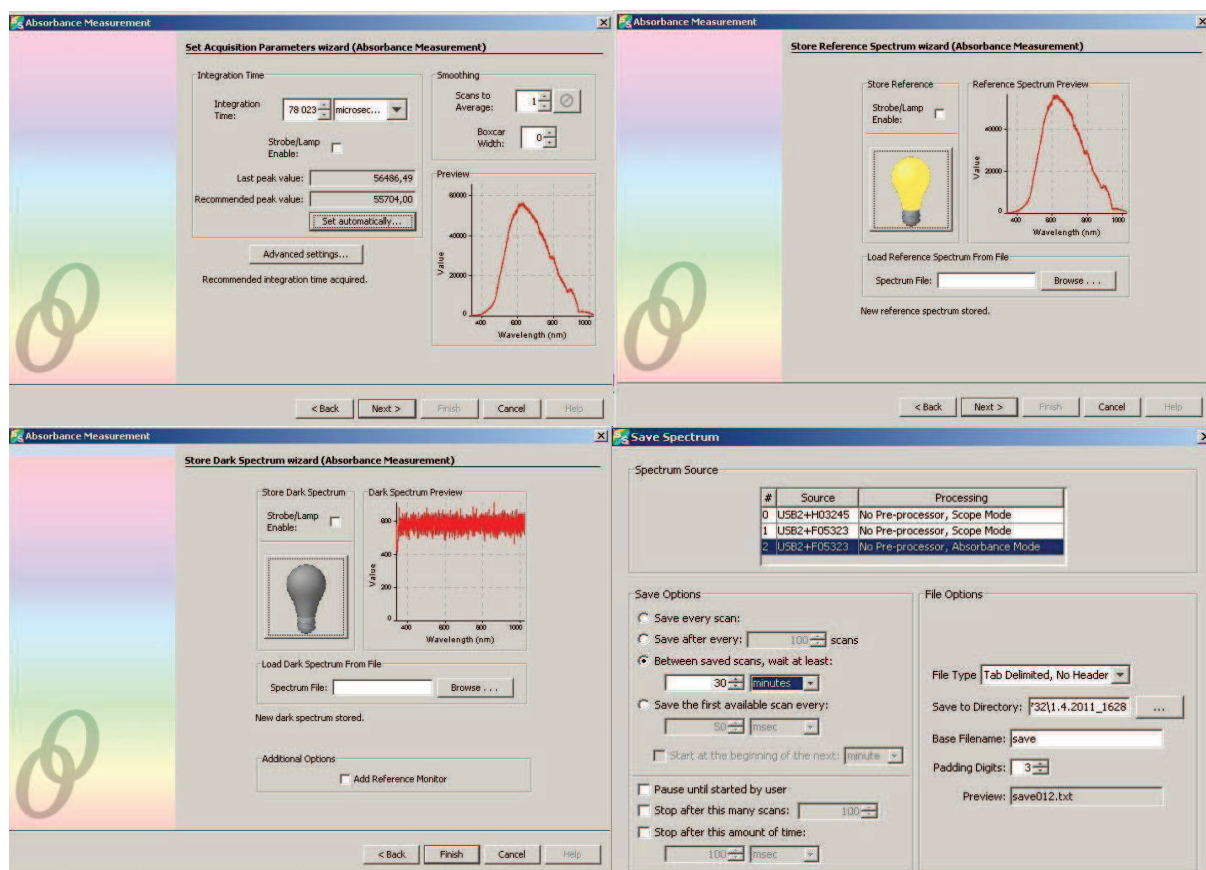 Absorbance Measurement
Set Acquisition Parameters wizard (Absorbance Measurement)
Integration Time
Integration Time:
78 023
microsec...
Strobe/Lamp Enable:
Last peak value:
56486,49
Recommended peak value:
55704,00
Set automatically...
Advanced settings...
Recommended integration time acquired.
Smoothing
Scans to Average:
1
Boxcar Width:
0
Preview
60000
40000
20000
0
Value
400 600 800 1000
Wavelength (nm)
< Back
Next >
Finish
Cancel
Help
Absorbance Measurement
Store Reference Spectrum wizard (Absorbance Measurement)
Store Reference
Strobe/Lamp Enable:
Reference Spectrum Preview
40000
20000
0
Value
400 600 800 1000
Wavelength (nm)
Load Reference Spectrum From File
Spectrum File:
Browse . . .
New reference spectrum stored.
< Back
Next >
Finish
Cancel
Help
Absorbance Measurement
Store Dark Spectrum wizard (Absorbance Measurement)
Store Dark Spectrum
Strobe/Lamp Enable:
Dark Spectrum Preview
600
400
200
0
Value
400 600 800 1000
Wavelength (nm)
Load Dark Spectrum From File
Spectrum File:
Browse . . .
New dark spectrum stored.
Additional Options
Add Reference Monitor
< Back
Finish
Cancel
Help
Save Spectrum
Spectrum Source
# Source Processing
0 USB2+H03245 No Pre-processor, Scope Mode
1 USB2+F05323 No Pre-processor, Scope Mode
2 USB2+F05323 No Pre-processor, Absorbance Mode
Save Options
Save every scan:
Save after every: 100 scans
Between saved scans, wait at least:
30 minutes
Save the first available scan every:
50 msec
Start at the beginning of the next: minute
Pause until started by user
Stop after this many scans: 100
Stop after this amount of time:
100 msec
File Options
File Type Tab Delimited, No Header
Save to Directory: '32\1.4.2011_1628 ...
Base Filename: save
Padding Digits: 3
Preview: save012.txt